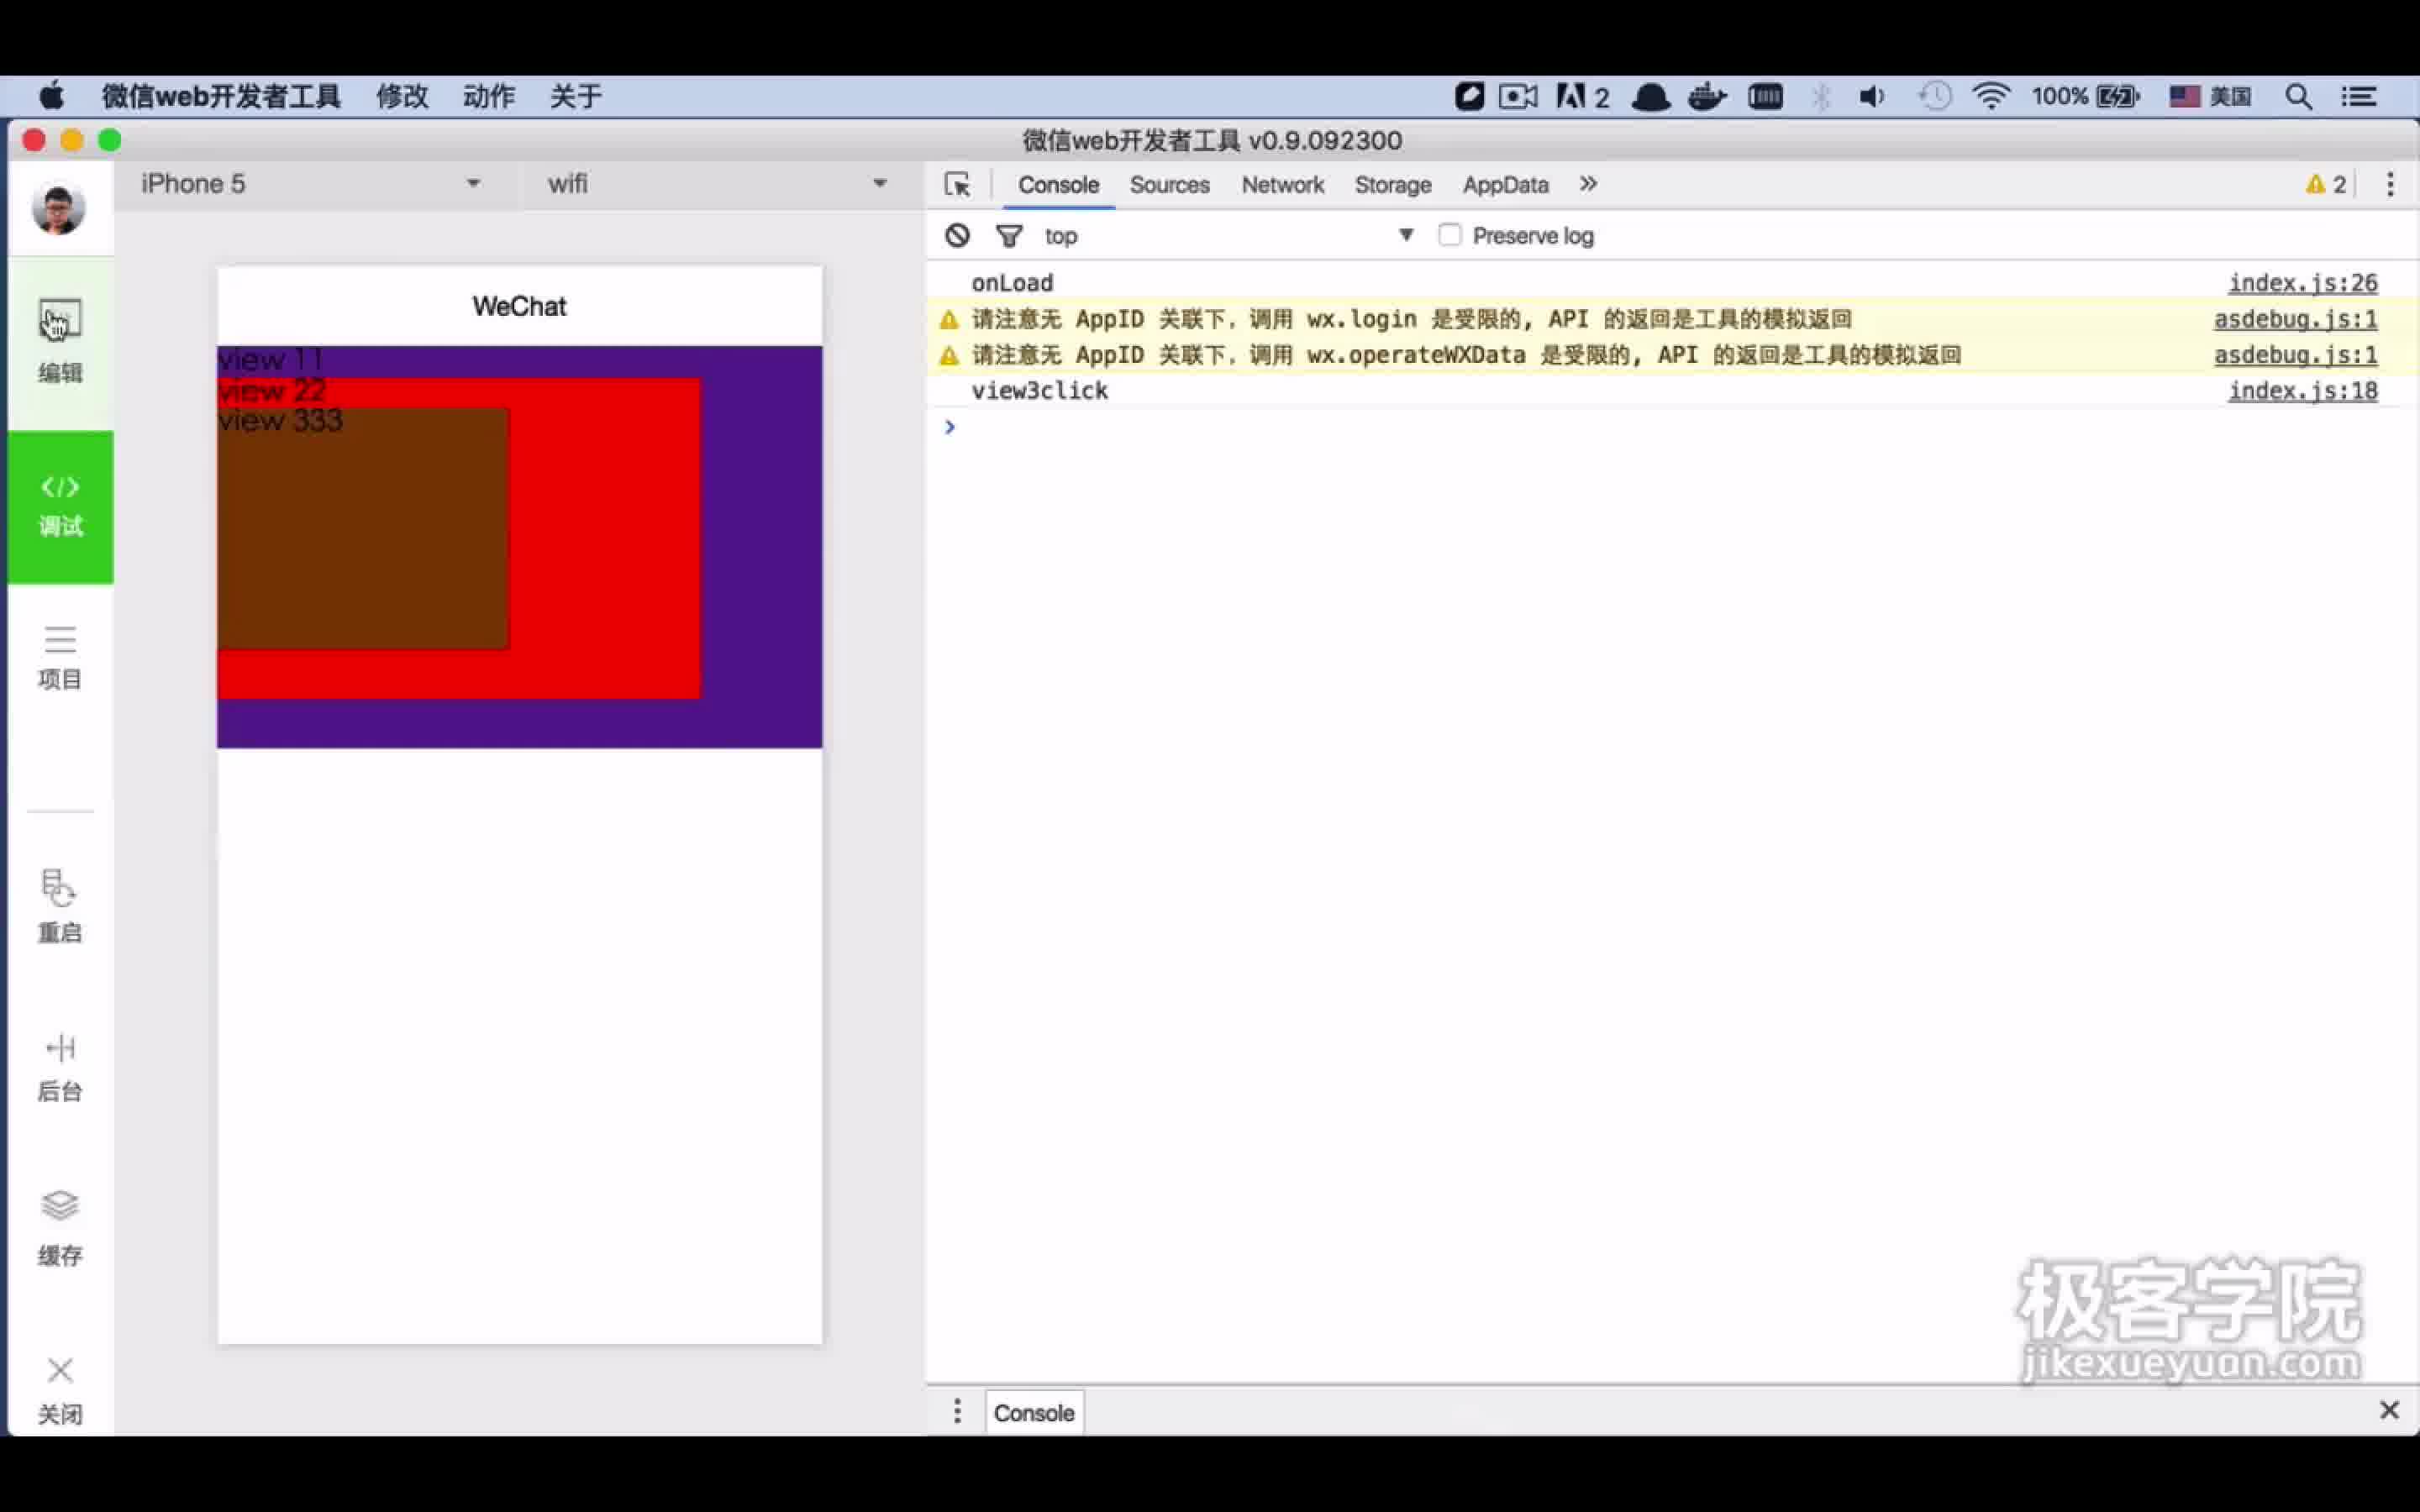 微信web开发者工具 修改 动作 关于 2 100% 美国
微信web开发者工具 v0.9.092300
iPhone 5 wifi
Console Sources Network Storage AppData 2
top Preserve log
编辑
调试
项目
重启
后台
缓存
关闭
WeChat
view 11
view 22
view 333
onLoad index.js:26
请注意无 AppID 关联下，调用 wx.login 是受限的, API 的返回是工具的模拟返回 asdebug.js:1
请注意无 AppID 关联下，调用 wx.operateWXData 是受限的, API 的返回是工具的模拟返回 asdebug.js:1
view3click index.js:18
极客学院
jikexueyuan.com
Console